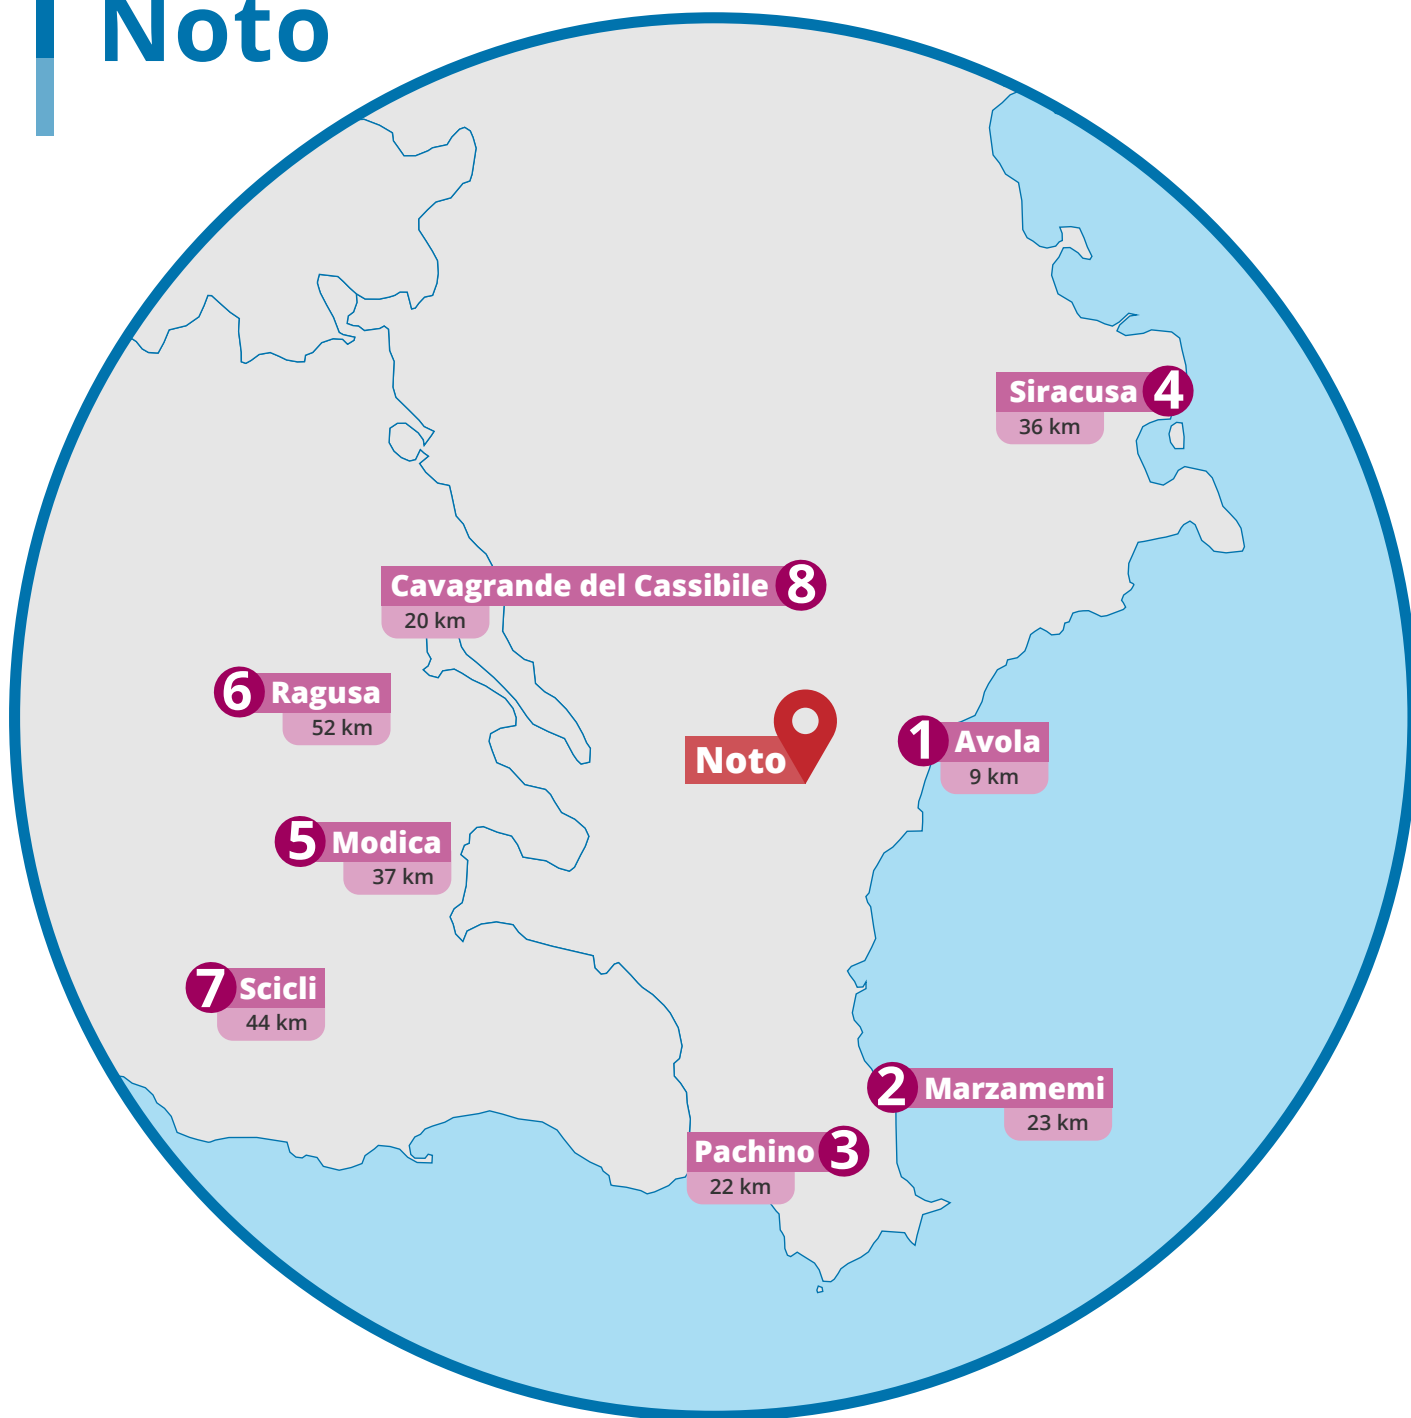 Noto
Siracusa 4
36 km
Cavagrande del Cassibile 8
20 km
6 Ragusa
52 km
Noto
1 Avola
9 km
5 Modica
37 km
7 Scicli
44 km
2 Marzamemi
23 km
Pachino 3
22 km